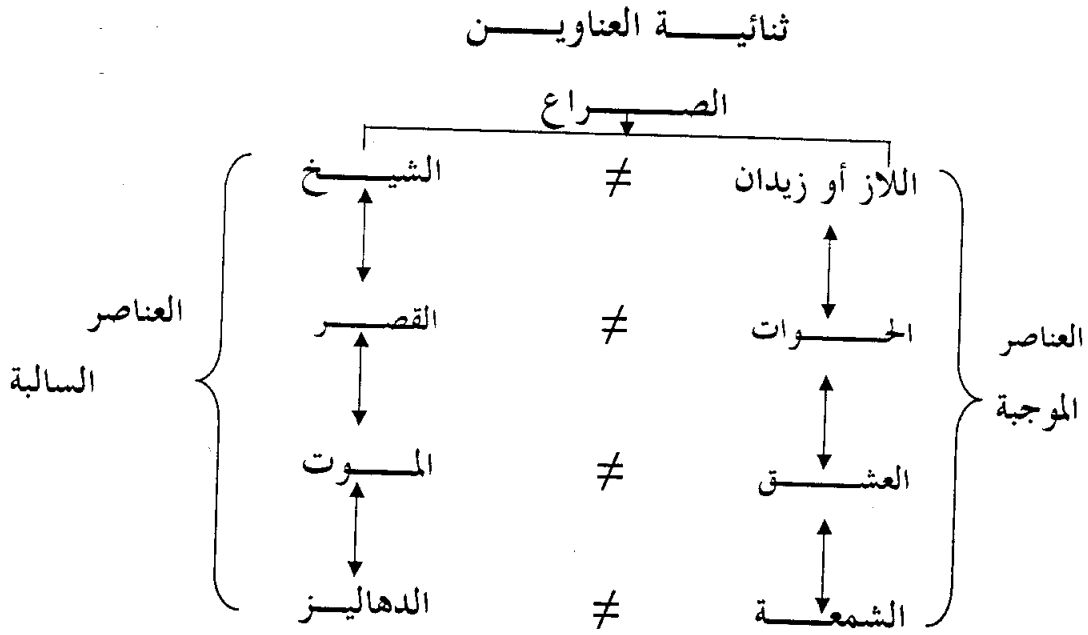 ثنائية العناوين
الصراع
اللاز أو زيدان ≠ الشيخ
الحوات ≠ القصر
العناصر الموجبة
العناصر السالبة
العشق ≠ الموت
الشمعة ≠ الدهاليز